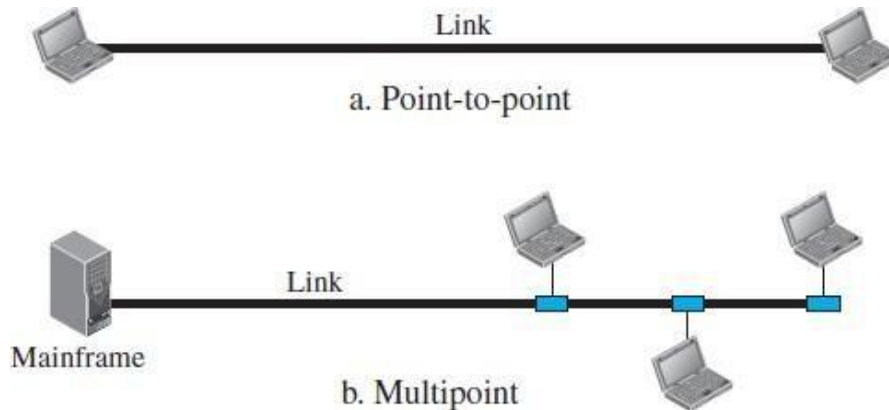 Link
a. Point-to-point
Link
Mainframe
b. Multipoint